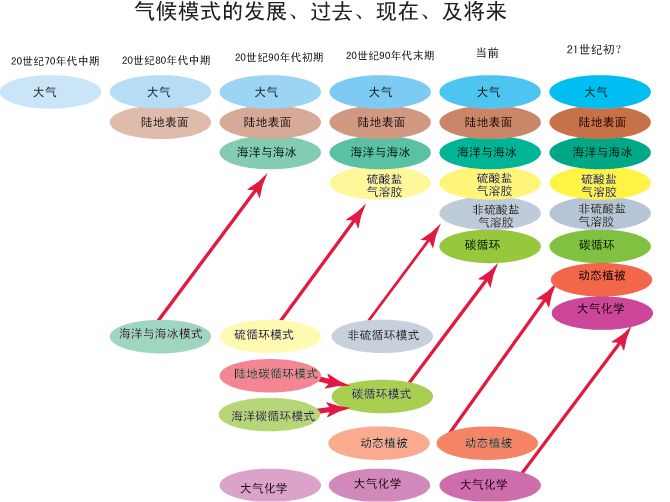 气候模式的发展、过去、现在、及将来
20世纪70年代中期
20世纪80年代中期
20世纪90年代初期
20世纪90年代末期
当前
21世纪初?
大气
大气
大气
大气
大气
大气
陆地表面
陆地表面
陆地表面
陆地表面
陆地表面
海洋与海冰
海洋与海冰
海洋与海冰
海洋与海冰
硫酸盐
气溶胶
硫酸盐
气溶胶
硫酸盐
气溶胶
非硫酸盐
气溶胶
非硫酸盐
气溶胶
碳循环
碳循环
动态植被
大气化学
海洋与海冰模式
硫循环模式
非硫循环模式
陆地碳循环模式
碳循环模式
海洋碳循环模式
动态植被
动态植被
大气化学
大气化学
大气化学